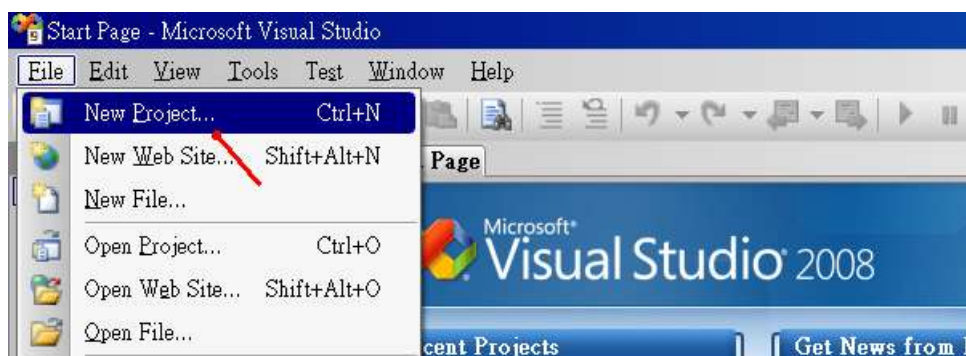 Start Page - Microsoft Visual Studio
File Edit View Tools Test Window Help
New Project... Ctrl+N
New Web Site... Shift+Alt+N
Page
New File...
Open Project... Ctrl+O
Microsoft
Visual Studio 2008
Open Web Site... Shift+Alt+O
Open File...
cent Projects
Get News from